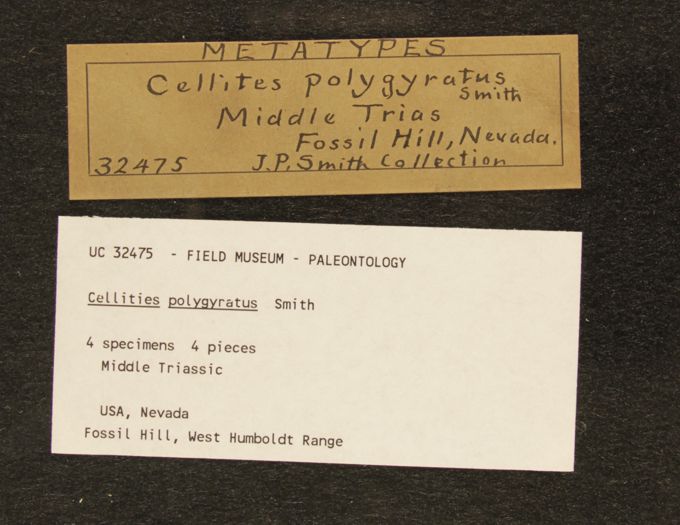 METATYPES
Cellites polygyratus
Smith
Middle Trias
Fossil Hill, Nevada.
32475 J.P. Smith Collection
UC 32475 - FIELD MUSEUM - PALEONTOLOGY
Cellities polygyratus Smith
4 specimens 4 pieces
Middle Triassic
USA, Nevada
Fossil Hill, West Humboldt Range